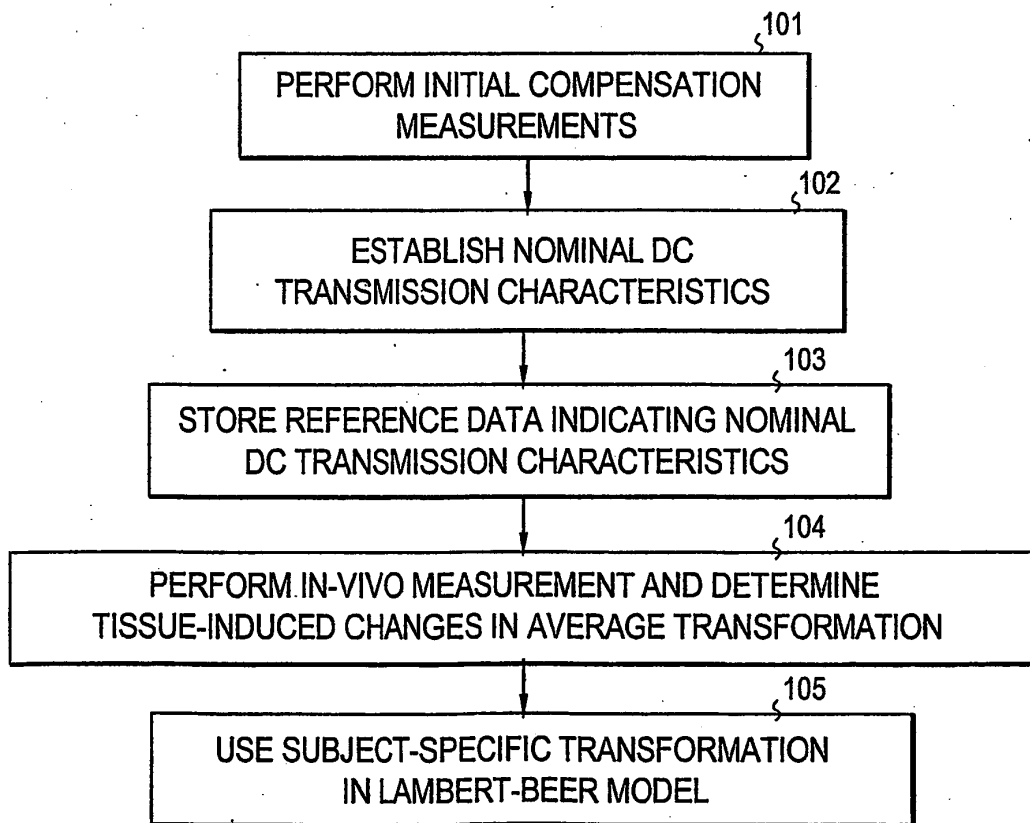 101
PERFORM INITIAL COMPENSATION
MEASUREMENTS
102
ESTABLISH NOMINAL DC
TRANSMISSION CHARACTERISTICS
103
STORE REFERENCE DATA INDICATING NOMINAL
DC TRANSMISSION CHARACTERISTICS
104
PERFORM IN-VIVO MEASUREMENT AND DETERMINE
TISSUE-INDUCED CHANGES IN AVERAGE TRANSFORMATION
105
USE SUBJECT-SPECIFIC TRANSFORMATION
IN LAMBERT-BEER MODEL